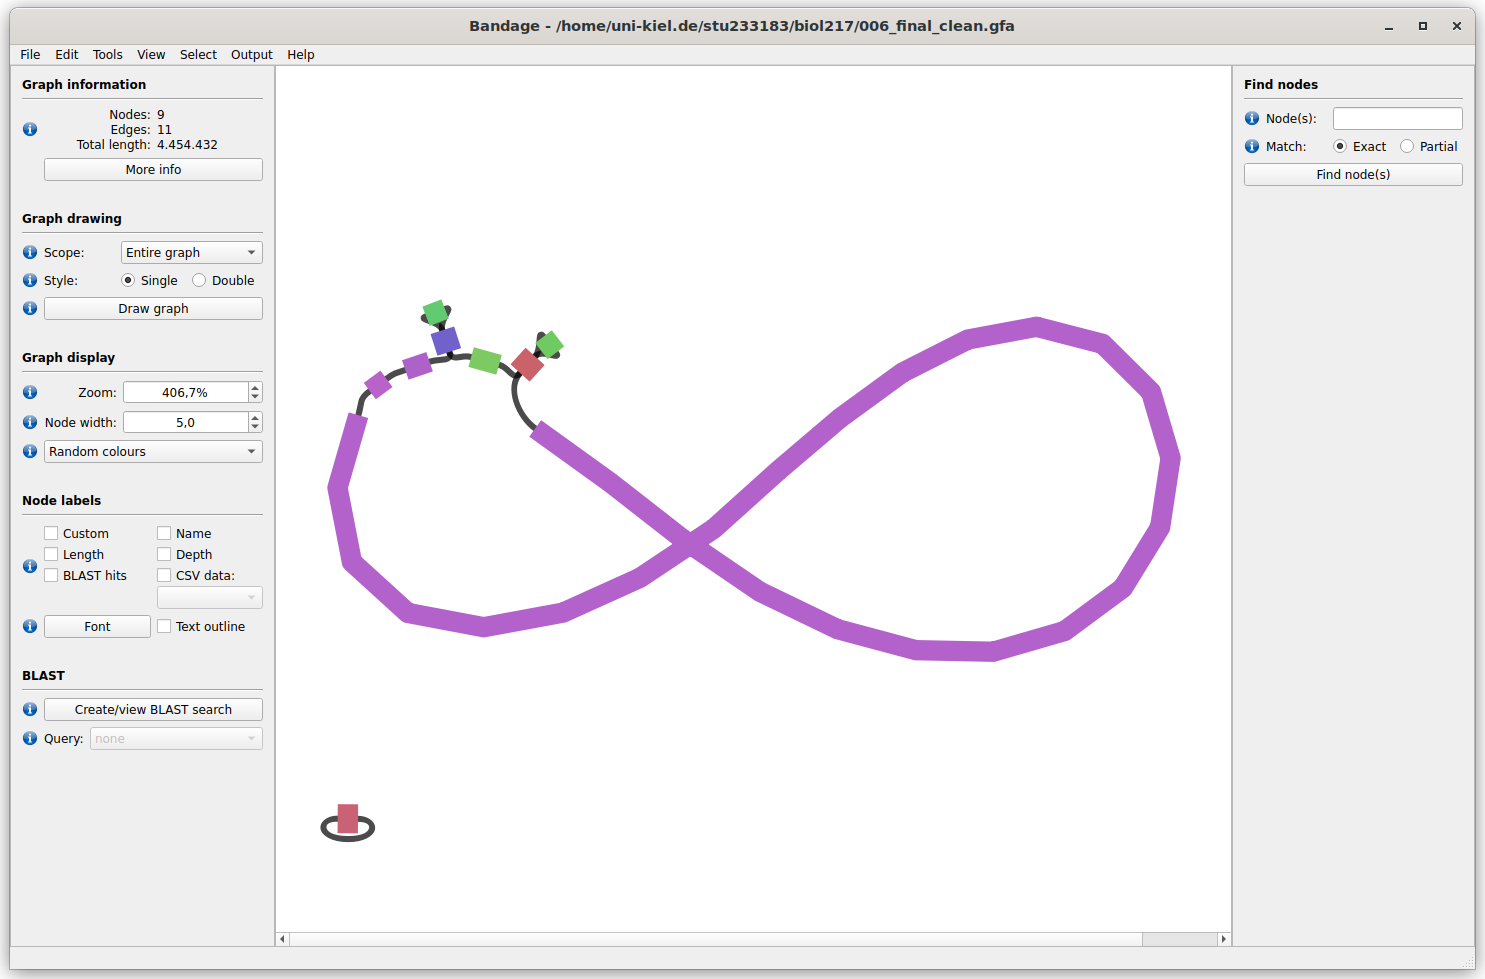 Bandage - /home/uni-kiel.de/stu233183/biol217/006_final_clean.gfa
File Edit Tools View Select Output Help
Graph information
Nodes: 9
Edges: 11
Total length: 4.454.432
More info
Graph drawing
Scope: Entire graph
Style: Single Double
Draw graph
Graph display
Zoom: 406,7%
Node width: 5,0
Random colours
Node labels
Custom Name
Length Depth
BLAST hits CSV data:
Font Text outline
BLAST
Create/view BLAST search
Query: none
Find nodes
Node(s):
Match: Exact Partial
Find node(s)